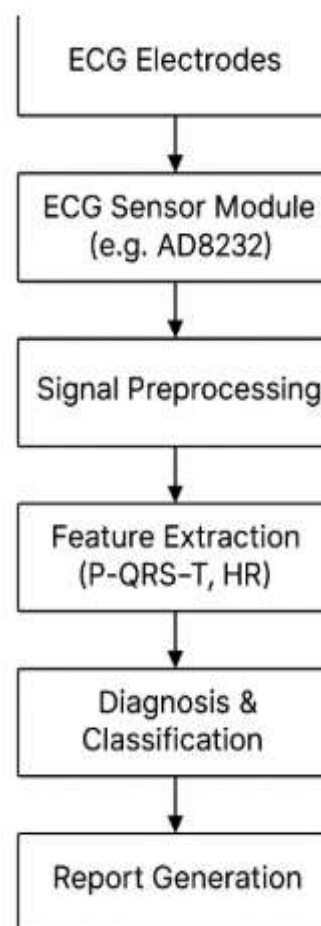 ECG Electrodes
ECG Sensor Module
(e.g. AD8232)
Signal Preprocessing
Feature Extraction
(P-QRS–T, HR)
Diagnosis &
Classification
Report Generation